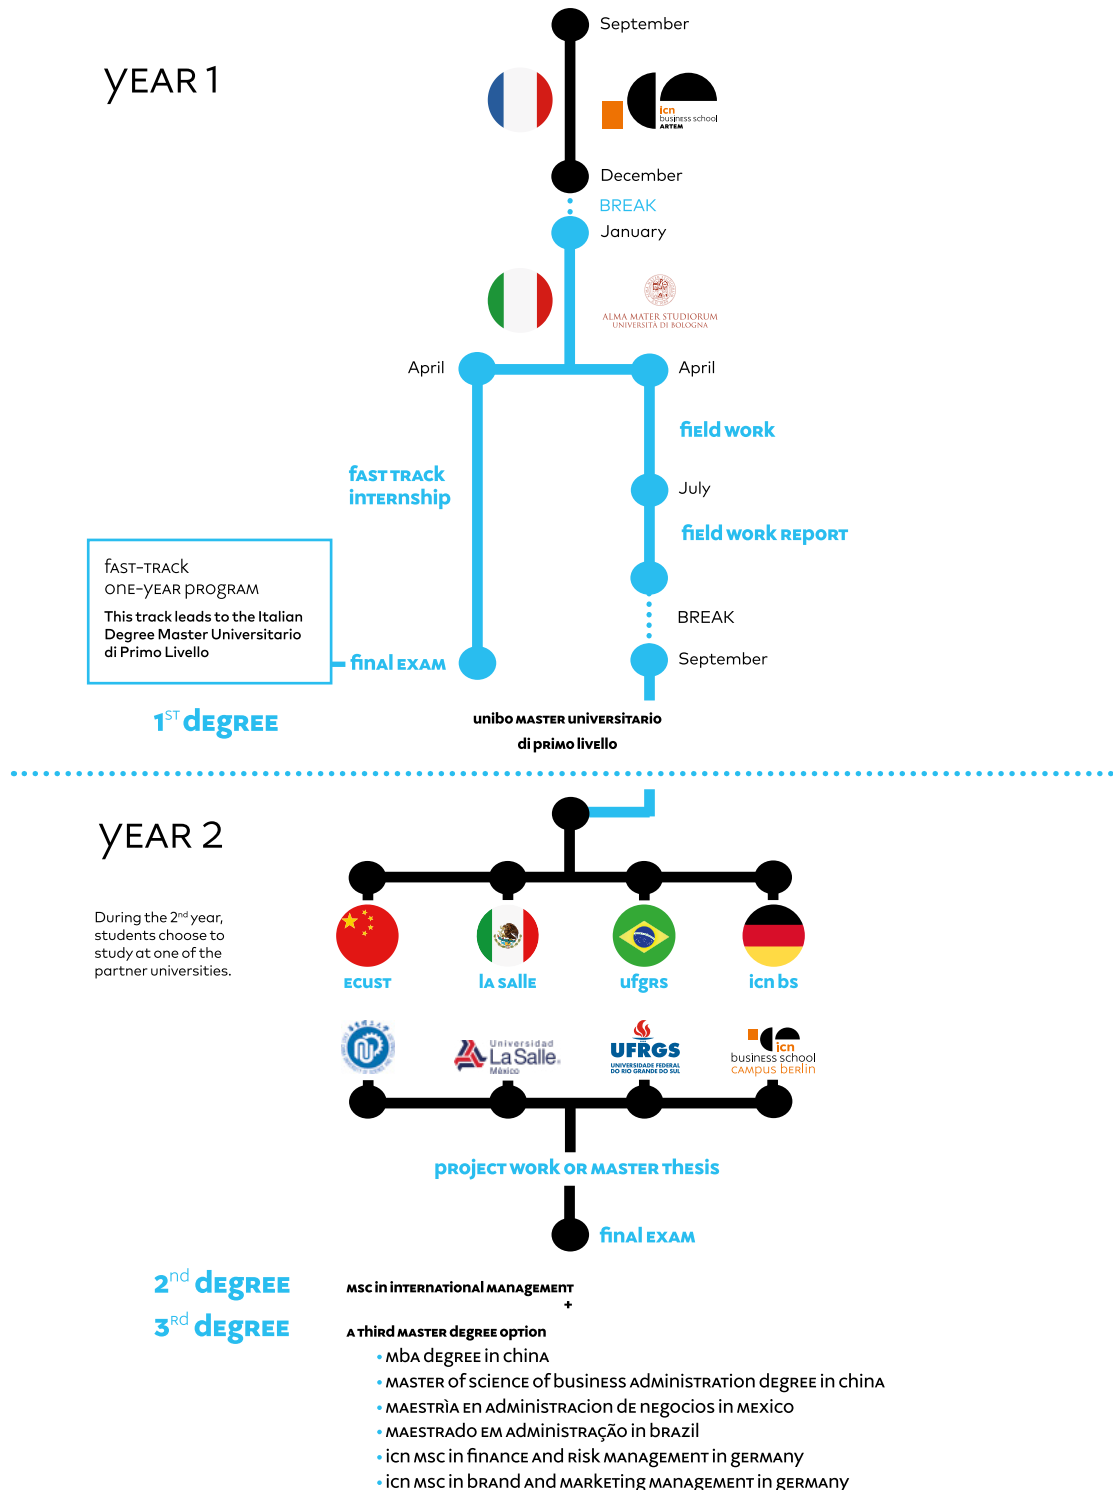 YEAR 1
September
icn
business school
ARTEM
December
BREAK
January
ALMA MATER STUDIORUM
UNIVERSITÀ DI BOLOGNA
April
April
field work
fast track
internship
July
field work report
fast-track
one-year program
This track leads to the Italian
Degree Master Universitario
di Primo Livello
BREAK
final exam
September
1st degree
unibo master universitario
di primo livello
YEAR 2
During the 2nd year,
students choose to
study at one of the
partner universities.
ecust
la salle
ufgrs
icn bs
Universidad
La Salle®
México
UFRGS
UNIVERSIDADE FEDERAL
DO RIO GRANDE DO SUL
icn
business school
campus berlin
project work or master thesis
final exam
2nd degree
msc in international management
+
3rd degree
a third master degree option
• mba degree in china
• master of science of business administration degree in china
• maestrìa en administracion de negocios in mexico
• maestrado em administração in brazil
• icn msc in finance and risk management in germany
• icn msc in brand and marketing management in germany